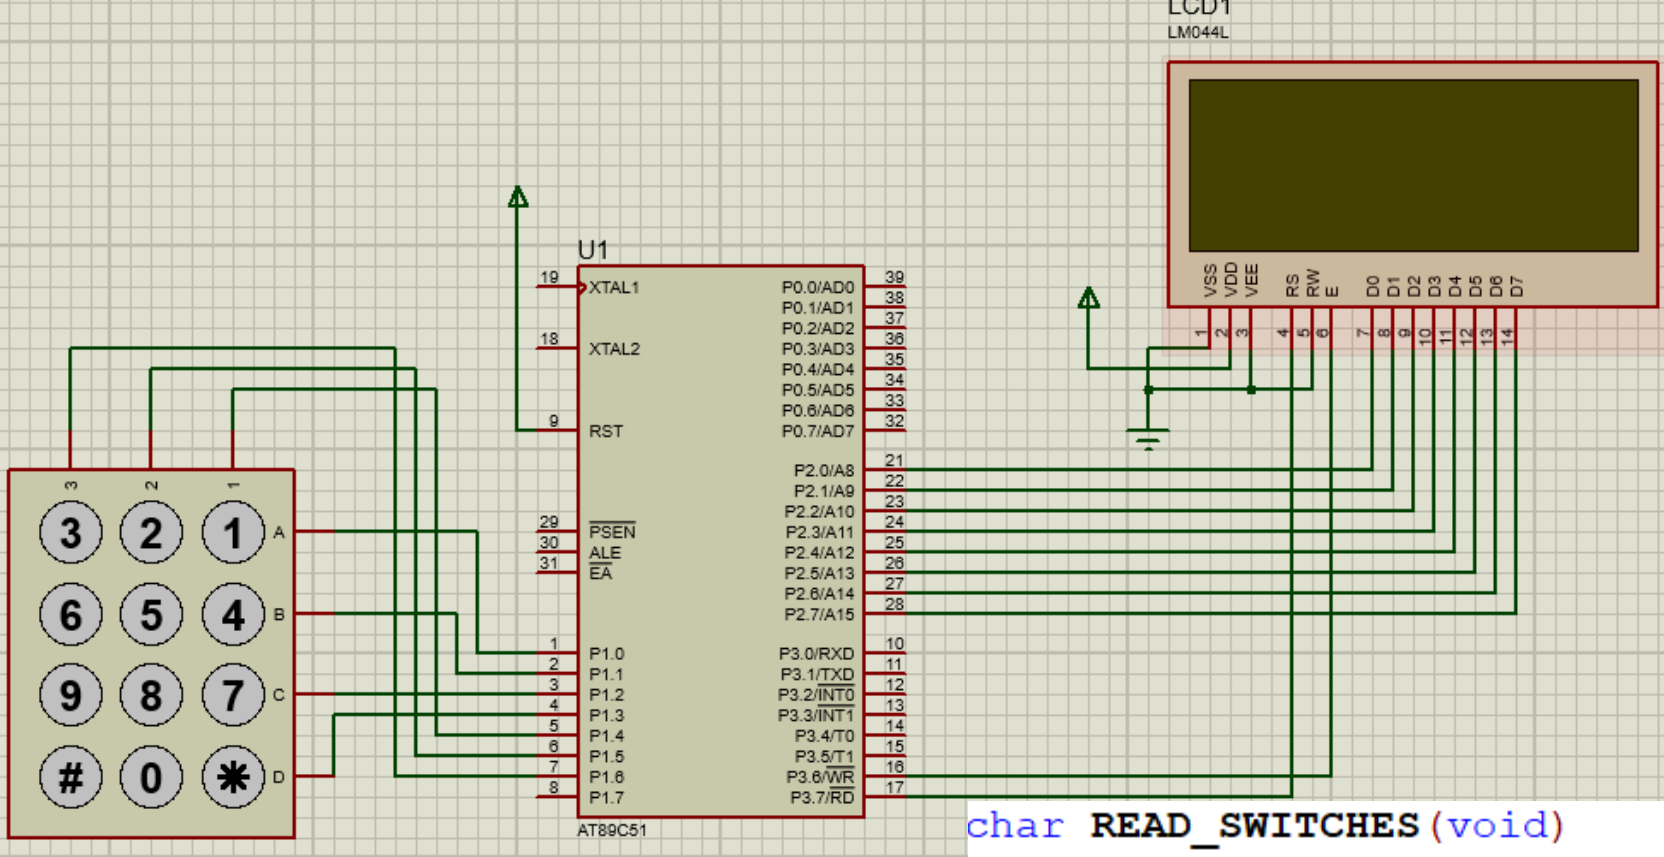 LCD1
LM044L
VSS
VDD
VEE
RS
RW
E
D0
D1
D2
D3
D4
D5
D6
D7
1
2
3
4
5
6
7
8
9
10
11
12
13
14
U1
19
XTAL1
18
XTAL2
9
RST
29
PSEN
30
ALE
31
EA
1
P1.0
2
P1.1
3
P1.2
4
P1.3
5
P1.4
6
P1.5
7
P1.6
8
P1.7
P0.0/AD0
39
P0.1/AD1
38
P0.2/AD2
37
P0.3/AD3
36
P0.4/AD4
35
P0.5/AD5
34
P0.6/AD6
33
P0.7/AD7
32
P2.0/A8
21
P2.1/A9
22
P2.2/A10
23
P2.3/A11
24
P2.4/A12
25
P2.5/A13
26
P2.6/A14
27
P2.7/A15
28
P3.0/RXD
10
P3.1/TXD
11
P3.2/INT0
12
P3.3/INT1
13
P3.4/T0
14
P3.5/T1
15
P3.6/WR
16
P3.7/RD
17
AT89C51
3 2 1
3 2 1 A
6 5 4 B
9 8 7 C
# 0 * D
char READ_SWITCHES(void)